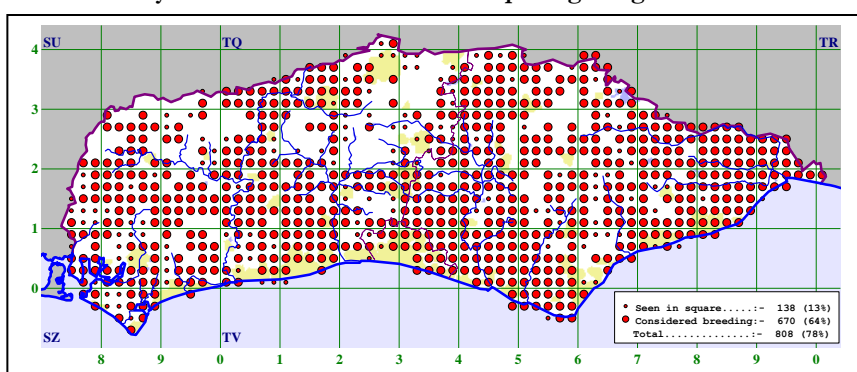 SU TQ TR
4
3
2
1
0
SZ TV
8 9 0 1 2 3 4 5 6 7 8 9 0
Seen in square.....:- 138 (13%)
Considered breeding:- 670 (64%)
Total..............:- 808 (78%)